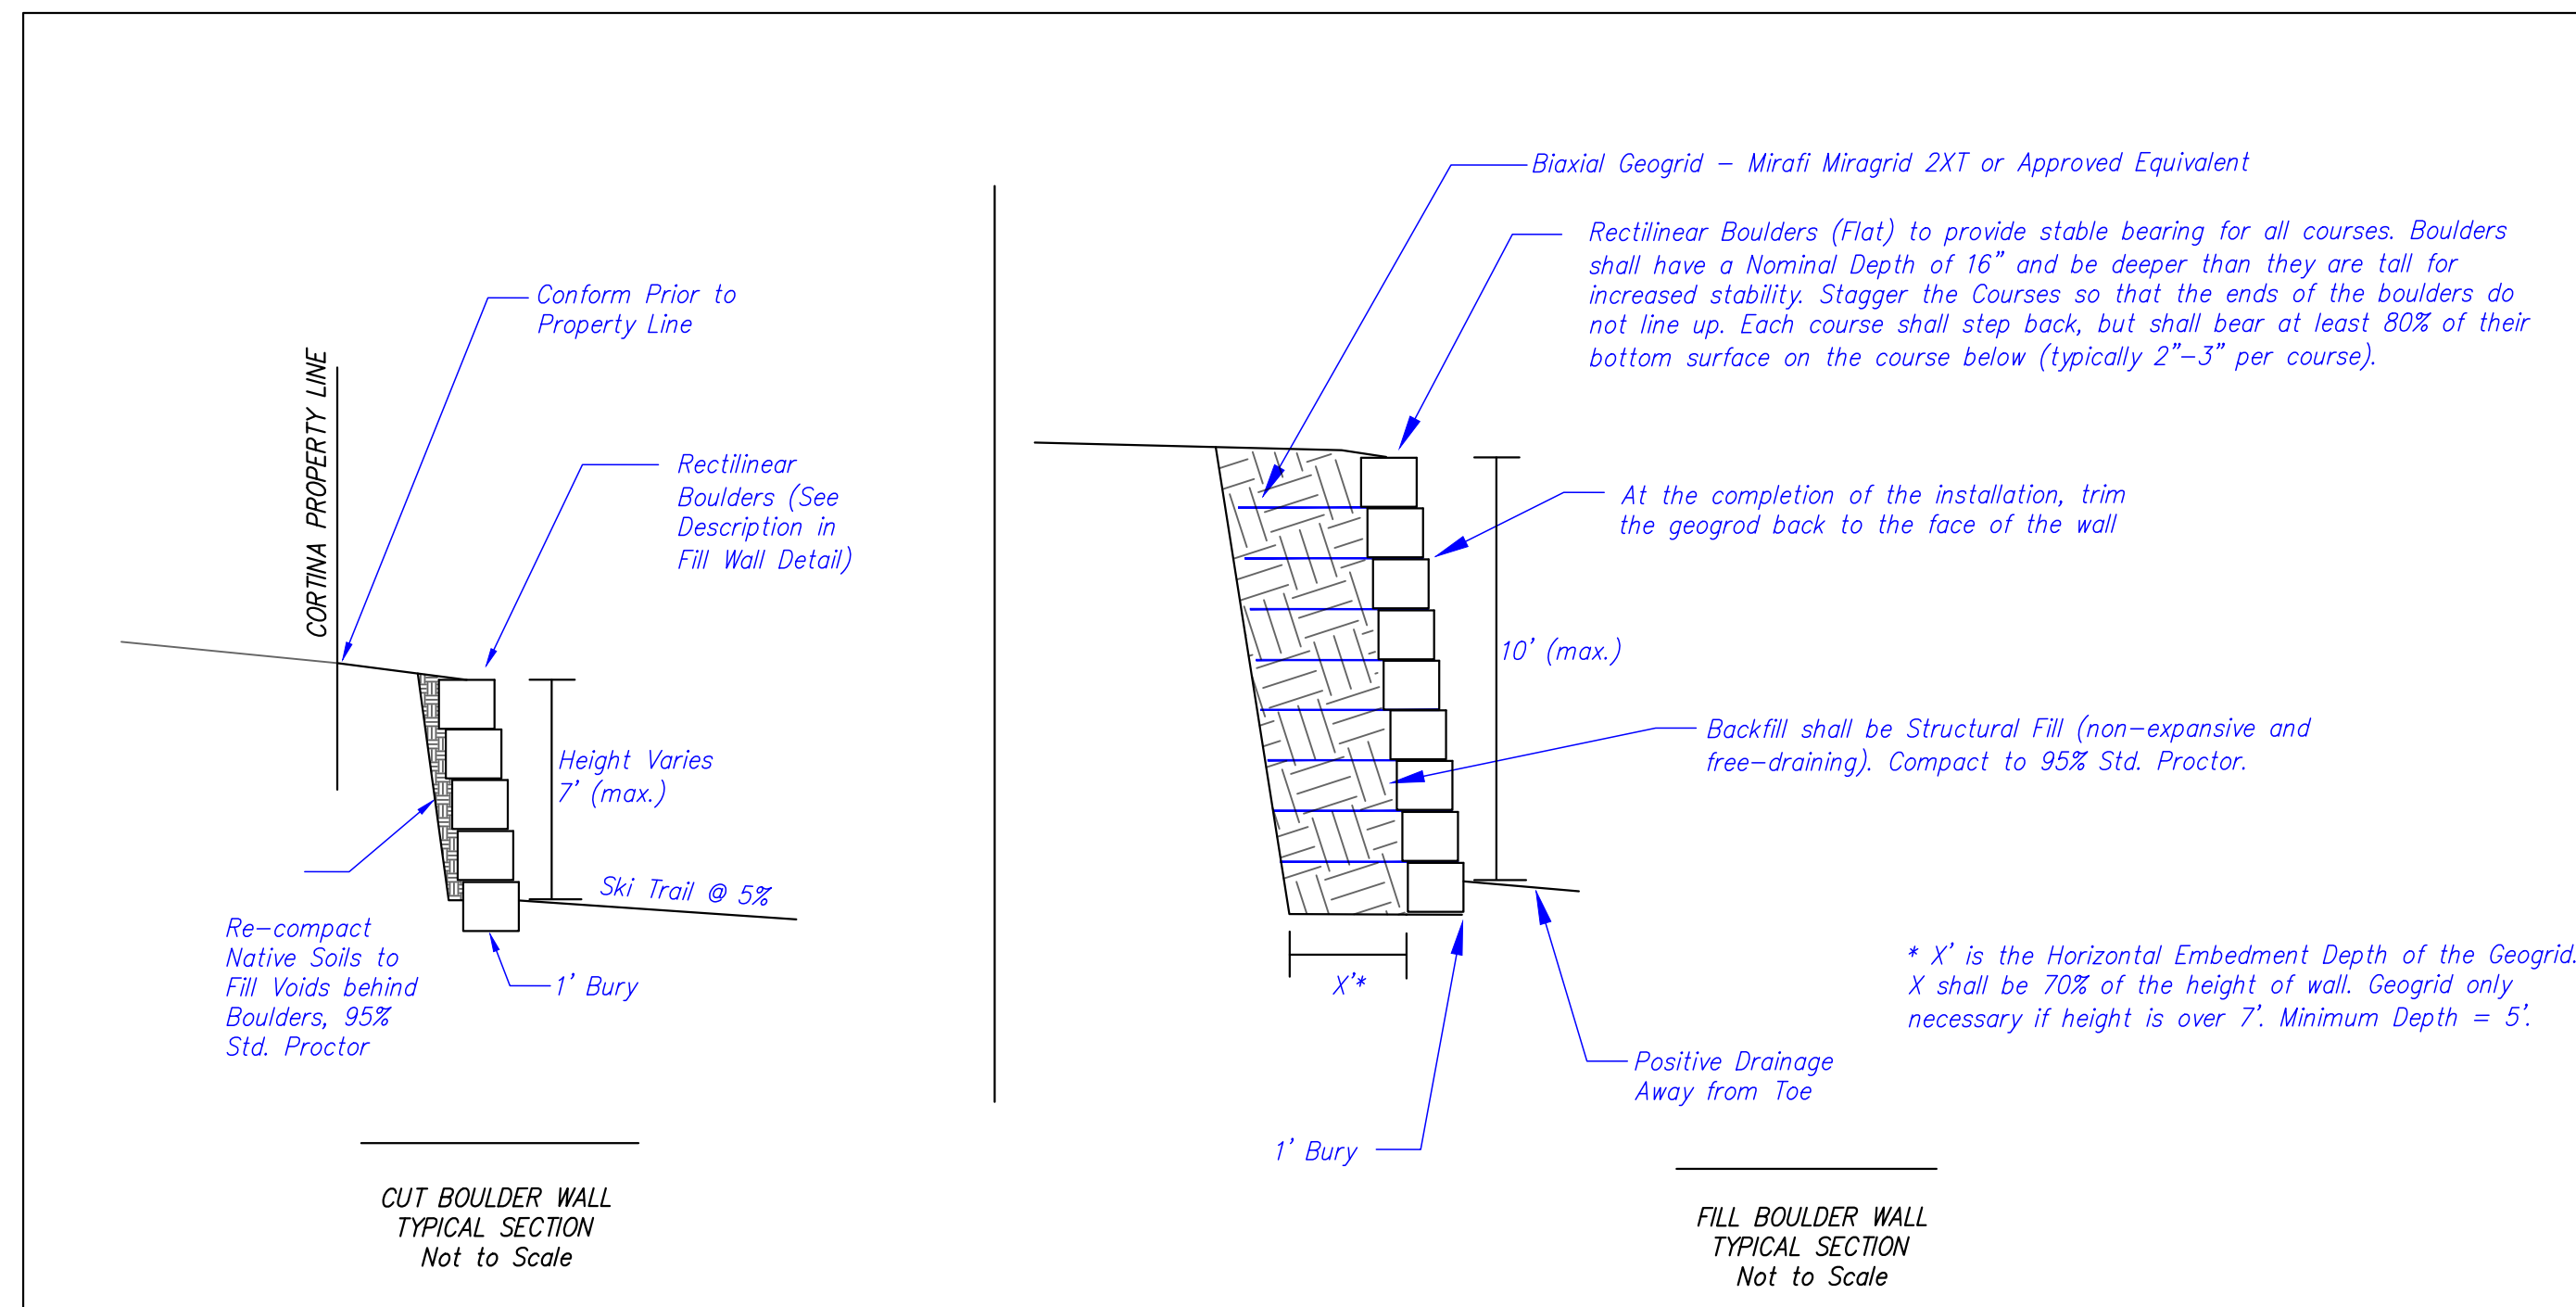 CORTINA PROPERTY LINE
Conform Prior to
Property Line
Rectilinear
Boulders (See
Description in
Fill Wall Detail)
Height Varies
7' (max.)
Ski Trail @ 5%
Re-compact
Native Soils to
Fill Voids behind
Boulders, 95%
Std. Proctor
1' Bury
CUT BOULDER WALL
TYPICAL SECTION
Not to Scale
Biaxial Geogrid - Mirafi Miragrid 2XT or Approved Equivalent
Rectilinear Boulders (Flat) to provide stable bearing for all courses. Boulders
shall have a Nominal Depth of 16" and be deeper than they are tall for
increased stability. Stagger the Courses so that the ends of the boulders do
not line up. Each course shall step back, but shall bear at least 80% of their
bottom surface on the course below (typically 2"-3" per course).
At the completion of the installation, trim
the geogrod back to the face of the wall
10' (max.)
Backfill shall be Structural Fill (non-expansive and
free-draining). Compact to 95% Std. Proctor.
* X' is the Horizontal Embedment Depth of the Geogrid.
X shall be 70% of the height of wall. Geogrid only
necessary if height is over 7'. Minimum Depth = 5'.
X'*
Positive Drainage
Away from Toe
1' Bury
FILL BOULDER WALL
TYPICAL SECTION
Not to Scale